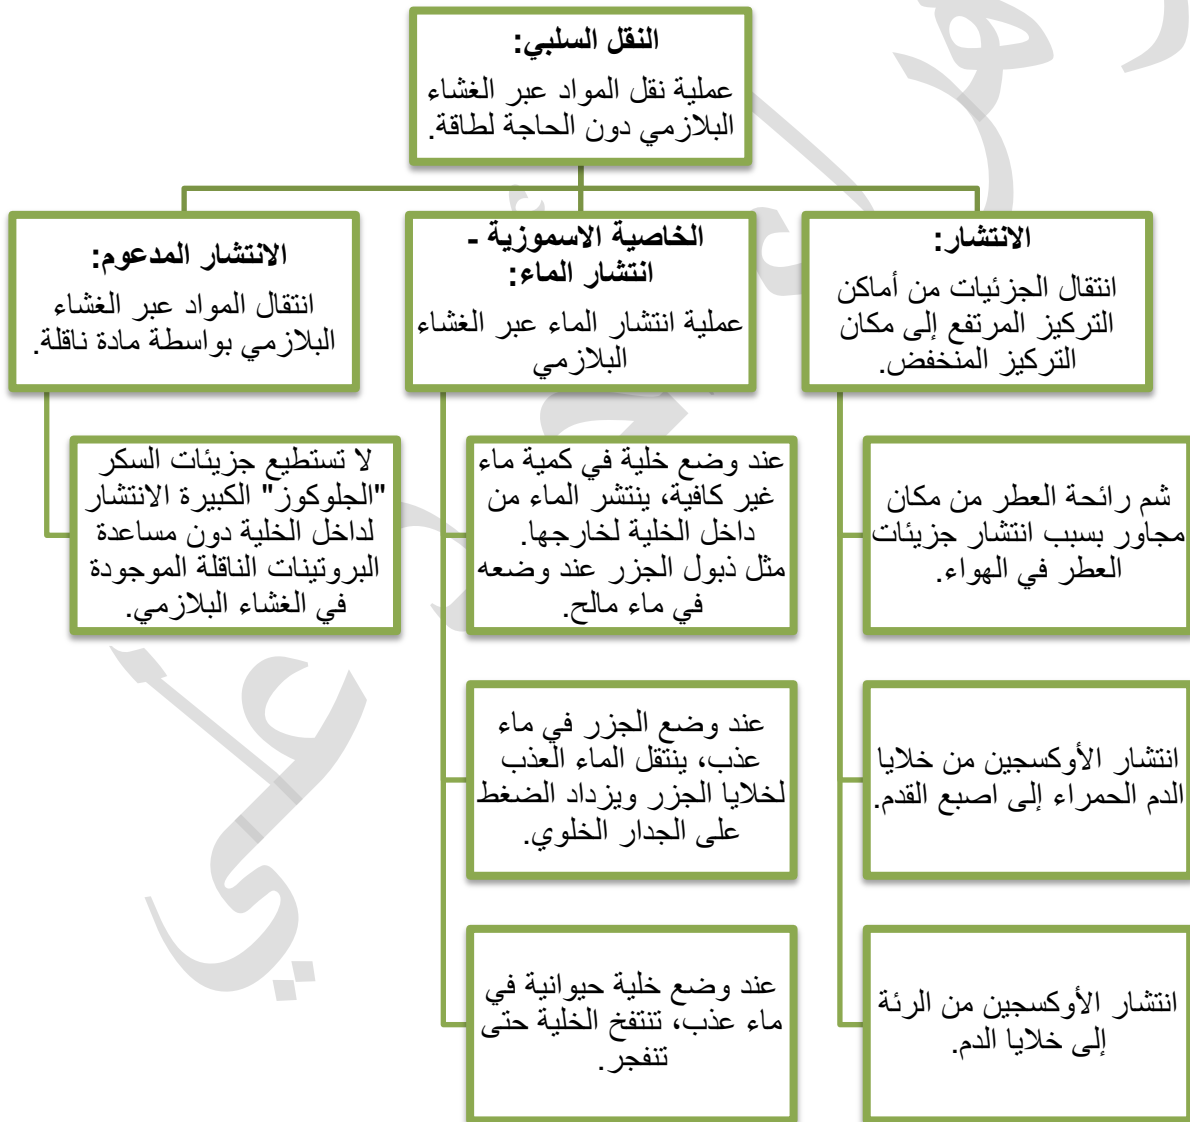 النقل السلبي:
عملية نقل المواد عبر الغشاء
البلازمي دون الحاجة لطاقة.
الانتشار:
انتقال الجزئيات من أماكن
التركيز المرتفع إلى مكان
التركيز المنخفض.
شم رائحة العطر من مكان
مجاور بسبب انتشار جزيئات
العطر في الهواء.
انتشار الأوكسجين من خلايا
الدم الحمراء إلى اصبع القدم.
انتشار الأوكسجين من الرئة
إلى خلايا الدم.
الخاصية الاسموزية -
انتشار الماء:
عملية انتشار الماء عبر الغشاء
البلازمي
عند وضع خلية في كمية ماء
غير كافية، ينتشر الماء من
داخل الخلية لخارجها.
مثل ذبول الجزر عند وضعه
في ماء مالح.
عند وضع الجزر في ماء
عذب، ينتقل الماء العذب
لخلايا الجزر ويزداد الضغط
على الجدار الخلوي.
عند وضع خلية حيوانية في
ماء عذب، تنتفخ الخلية حتى
تنفجر.
الانتشار المدعوم:
انتقال المواد عبر الغشاء
البلازمي بواسطة مادة ناقلة.
لا تستطيع جزيئات السكر
"الجلوكوز" الكبيرة الانتشار
لداخل الخلية دون مساعدة
البروتينات الناقلة الموجودة
في الغشاء البلازمي.